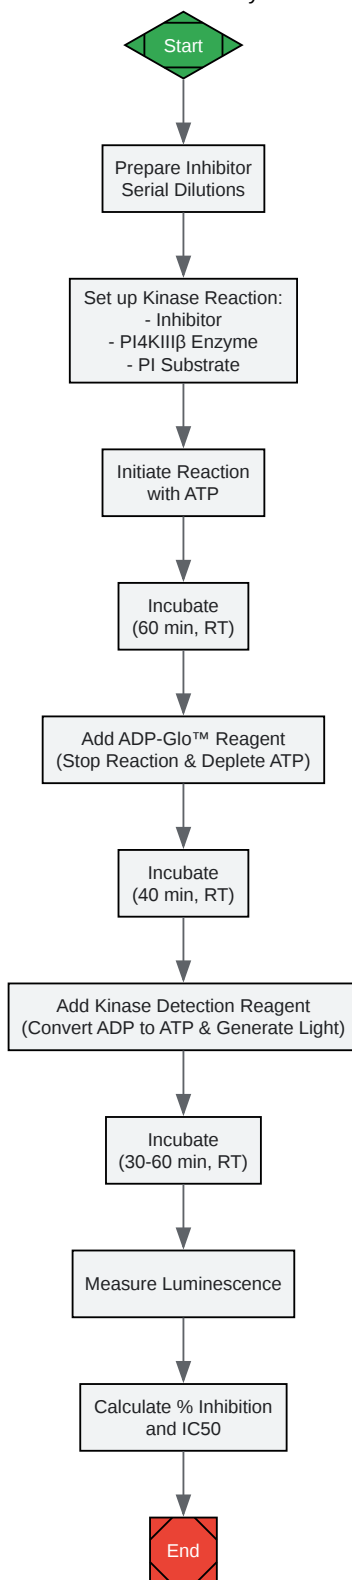 Start
Prepare Inhibitor
Serial Dilutions
Set up Kinase Reaction:
- Inhibitor
- PI4KIIIβ Enzyme
- PI Substrate
Initiate Reaction
with ATP
Incubate
(60 min, RT)
Add ADP-Glo™ Reagent
(Stop Reaction & Deplete ATP)
Incubate
(40 min, RT)
Add Kinase Detection Reagent
(Convert ADP to ATP & Generate Light)
Incubate
(30-60 min, RT)
Measure Luminescence
Calculate % Inhibition
and IC50
End